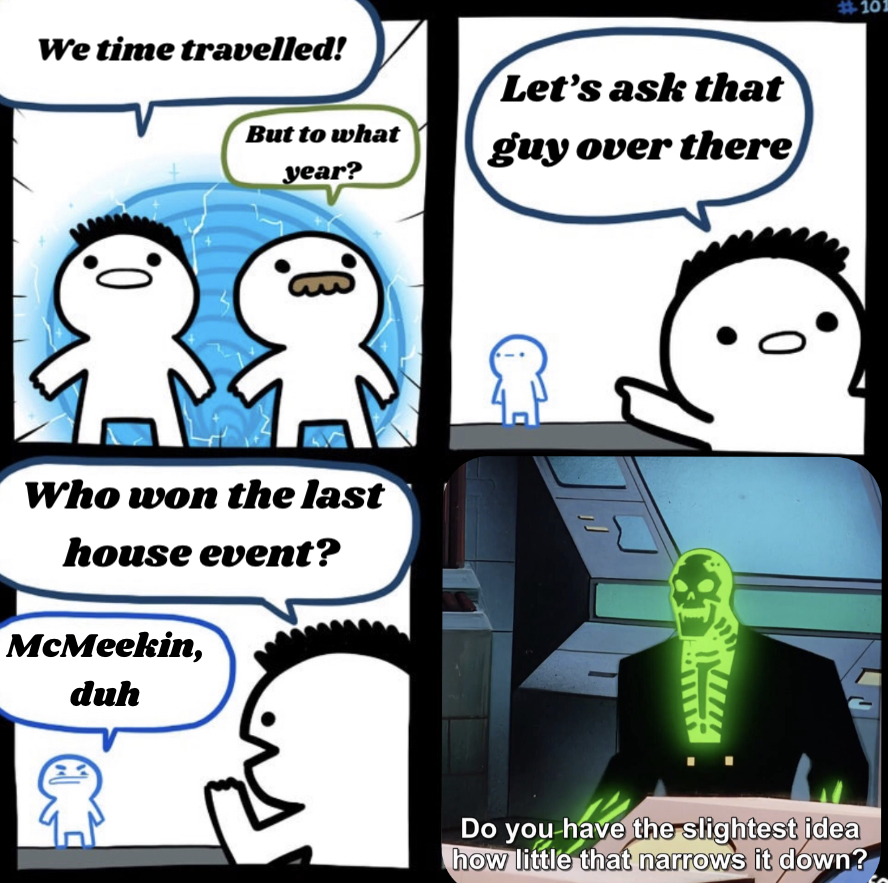 #101
We time travelled!
But to what
year?
Let's ask that
guy over there
Who won the last
house event?
McMeekin,
duh
Do you have the slightest idea
how little that narrows it down?